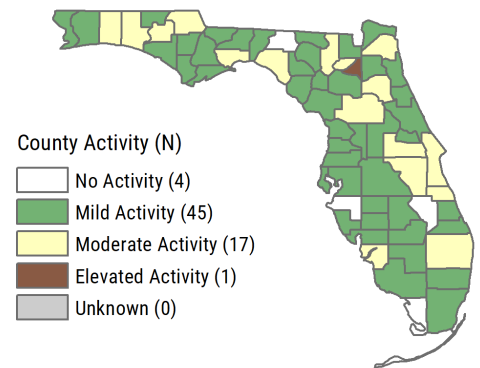 County Activity (N)
No Activity (4)
Mild Activity (45)
Moderate Activity (17)
Elevated Activity (1)
Unknown (0)